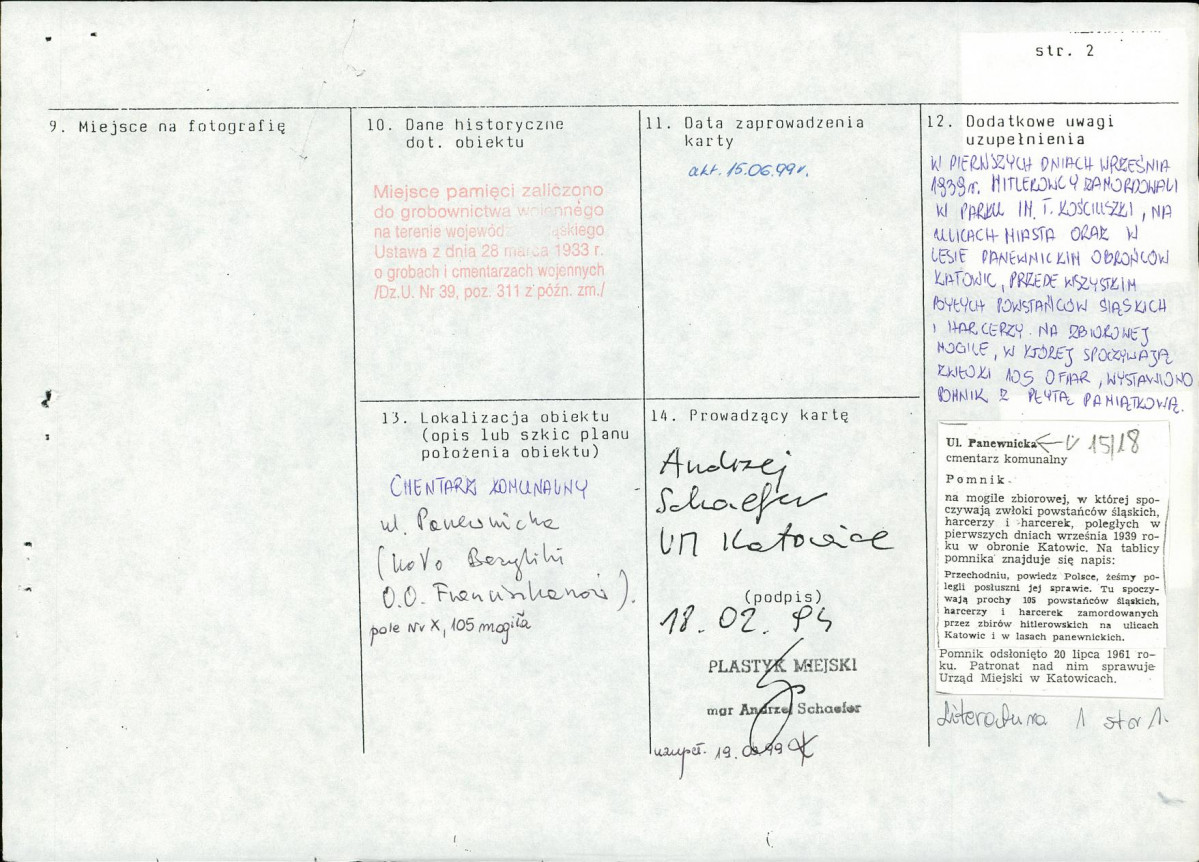 str. 2
9. Miejsce na fotografię
10. Dane historyczne
dot. obiektu
Miejsce pamięci zaliczono
do grobownictwa wojennego
na terenie wojewódz ąskiego
Ustawa z dnia 28 marca 1933 r.
o grobach i cmentarzach wojennych
/Dz.U. Nr 39, poz. 311 z późn. zm./
11. Data zaprowadzenia
karty
akt. 15.06.99r.
12. Dodatkowe uwagi
uzupełnienia
W PIERWSZYCH DNIACH WRZEŚNIA
1939r. HITLEROWCY ZAMORDOWALI
W PARKU IM. T. KOŚCIUSZKI, NA
ULICACH MIASTA ORAZ W
LESIE PANEWNICKIM OBROŃCÓW
KATOWIC, PRZEDE WSZYSTKIM
BYŁYCH POWSTAŃCÓW ŚLĄSKICH
I HARCERZY. NA ZBIOROWEJ
MOGILE, W KTÓREJ SPOCZYWAJĄ
ZWŁOKI 105 OFIAR, WYSTAWIONO
POMNIK Z PŁYTĄ PAMIĄTKOWĄ.
Ul. Panewnicka 15/18
cmentarz komunalny
Pomnik
na mogile zbiorowej, w której spo-
czywają zwłoki powstańców śląskich,
harcerzy i harcerek, poległych w
pierwszych dniach września 1939 ro-
ku w obronie Katowic. Na tablicy
pomnika znajduje się napis:
Przechodniu, powiedz Polsce, żeśmy po-
legli posłuszni jej sprawie. Tu spoczy-
wają prochy 105 powstańców śląskich,
harcerzy i harcerek zamordowanych
przez zbirów hitlerowskich na ulicach
Katowic i w lasach panewnickich.
Pomnik odsłonięto 20 lipca 1961 ro-
ku. Patronat nad nim sprawuje
Urząd Miejski w Katowicach.
Literatura 1 str 1.
13. Lokalizacja obiektu
(opis lub szkic planu
położenia obiektu)
CMENTARZ KOMUNALNY
ul. Panewnicka
(koło Bazyliki
O.O. Franciszkanów).
pole Nr X, 105 mogiła
14. Prowadzący kartę
Andrzej
Schaefer
UM Katowice
(podpis)
18.02.94
PLASTYK MIEJSKI
mgr Andrzej Schaefer
uzupeł. 19. 99